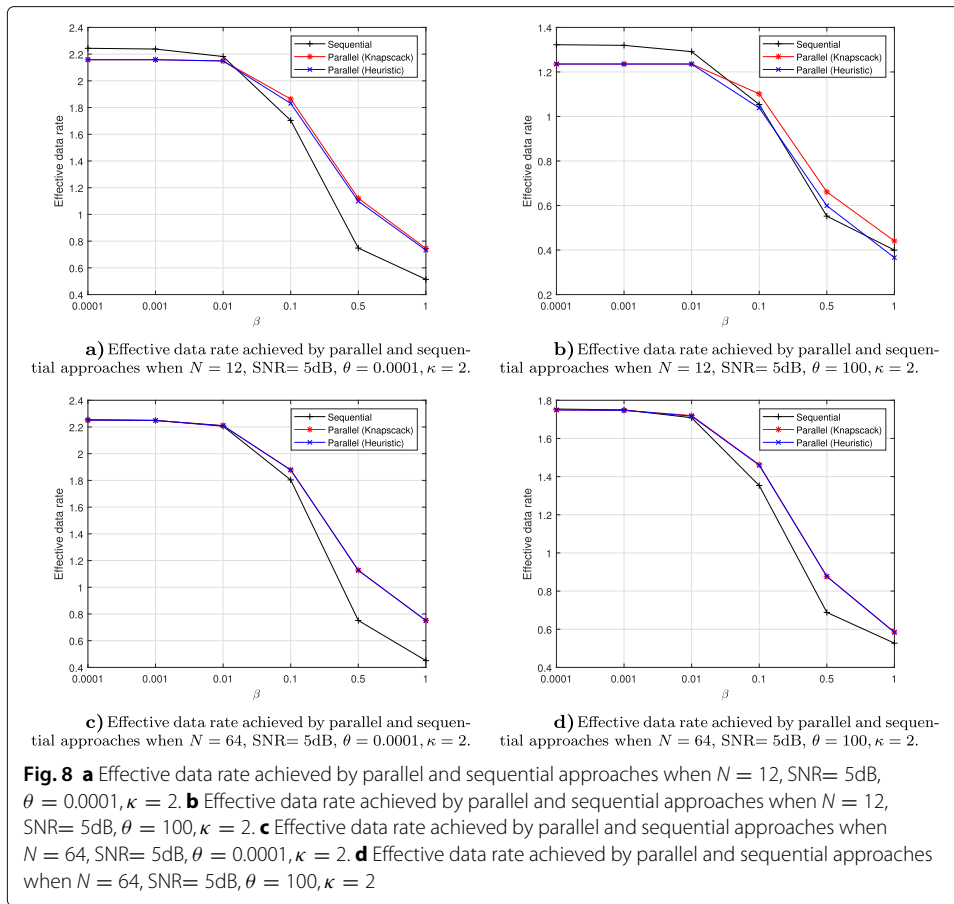 2.4
2.2
2
1.8
1.6
1.4
1.2
1
0.8
0.6
0.4
Effective data rate
0.0001 0.001 0.01 0.1 0.5 1
β
Sequential
Parallel (Knapscack)
Parallel (Heuristic)
a) Effective data rate achieved by parallel and sequen-
tial approaches when N = 12, SNR= 5dB, θ = 0.0001, κ = 2.
1.4
1.2
1
0.8
0.6
0.4
0.2
Effective data rate
0.0001 0.001 0.01 0.1 0.5 1
β
Sequential
Parallel (Knapscack)
Parallel (Heuristic)
b) Effective data rate achieved by parallel and sequen-
tial approaches when N = 12, SNR= 5dB, θ = 100, κ = 2.
2.6
2.4
2.2
2
1.8
1.6
1.4
1.2
1
0.8
0.6
0.4
Effective data rate
0.0001 0.001 0.01 0.1 0.5 1
β
Sequential
Parallel (Knapscack)
Parallel (Heuristic)
c) Effective data rate achieved by parallel and sequen-
tial approaches when N = 64, SNR= 5dB, θ = 0.0001, κ = 2.
1.8
1.6
1.4
1.2
1
0.8
0.6
0.4
Effective data rate
0.0001 0.001 0.01 0.1 0.5 1
β
Sequential
Parallel (Knapscack)
Parallel (Heuristic)
d) Effective data rate achieved by parallel and sequen-
tial approaches when N = 64, SNR= 5dB, θ = 100, κ = 2.
Fig. 8 a Effective data rate achieved by parallel and sequential approaches when N = 12, SNR= 5dB,
θ = 0.0001, κ = 2. b Effective data rate achieved by parallel and sequential approaches when N = 12,
SNR= 5dB, θ = 100, κ = 2. c Effective data rate achieved by parallel and sequential approaches when
N = 64, SNR= 5dB, θ = 0.0001, κ = 2. d Effective data rate achieved by parallel and sequential approaches
when N = 64, SNR= 5dB, θ = 100, κ = 2